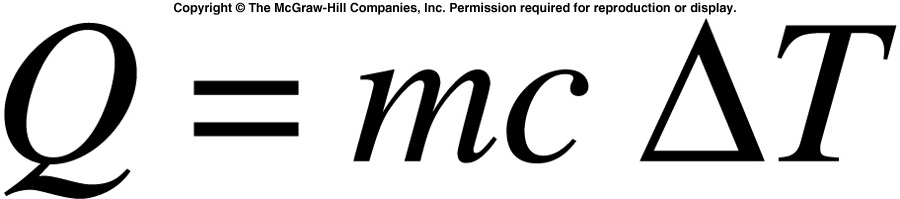 Copyright © The McGraw-Hill Companies, Inc. Permission required for reproduction or display.
Q = mc ΔT